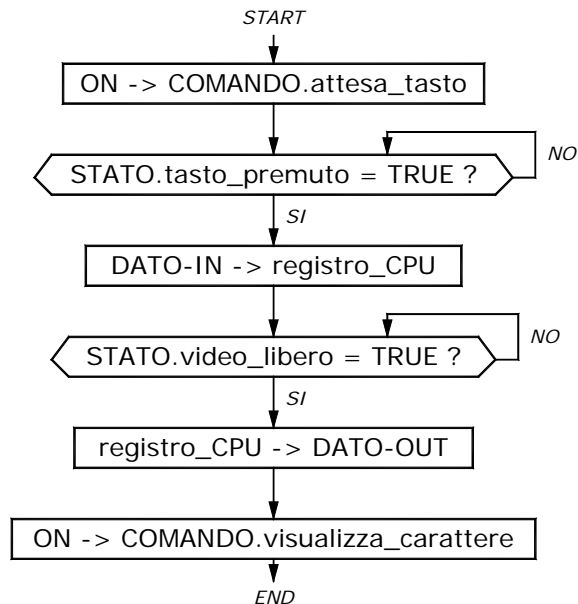 START
ON -> COMANDO.attesa_tasto
STATO.tasto_premuto = TRUE ?
NO
SI
DATO-IN -> registro_CPU
STATO.video_libero = TRUE ?
NO
SI
registro_CPU -> DATO-OUT
ON -> COMANDO.visualizza_carattere
END